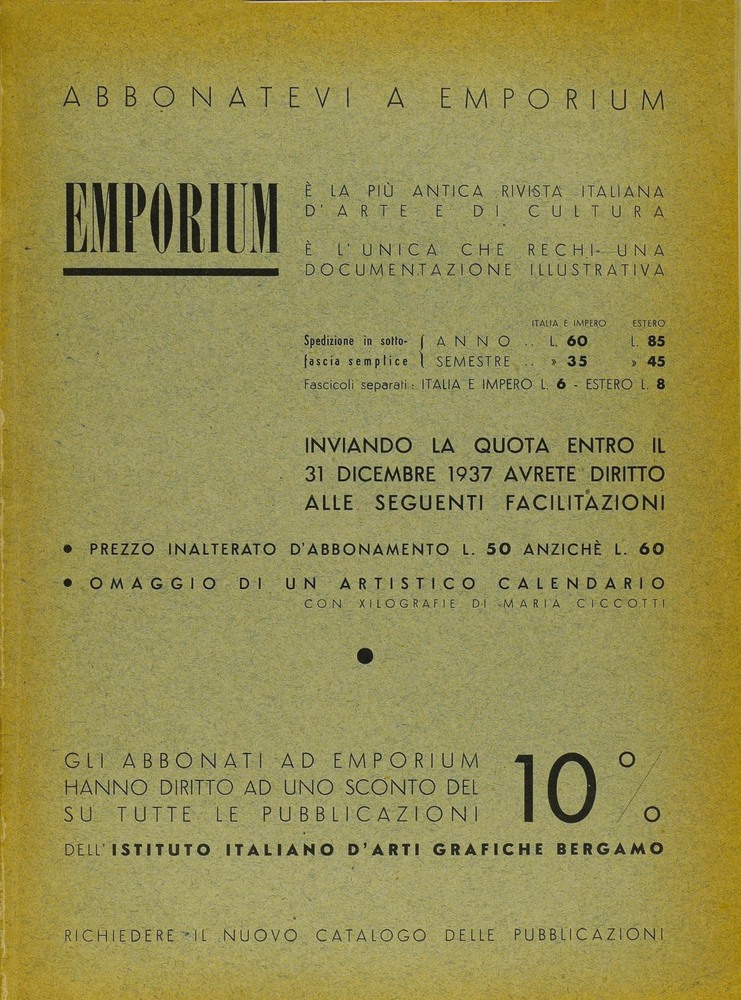 ABBONATEVI A EMPORIUM
EMPORIUM
È LA PIÙ ANTICA RIVISTA ITALIANA
D'ARTE E DI CULTURA
È L'UNICA CHE RECHI UNA
DOCUMENTAZIONE ILLUSTRATIVA
ITALIA E IMPERO ESTERO
Spedizione in sotto- { ANNO .. L. 60 L. 85
fascia semplice { SEMESTRE .. » 35 » 45
Fascicoli separati: ITALIA E IMPERO L. 6 - ESTERO L. 8
INVIANDO LA QUOTA ENTRO IL
31 DICEMBRE 1937 AVRETE DIRITTO
ALLE SEGUENTI FACILITAZIONI
• PREZZO INALTERATO D'ABBONAMENTO L. 50 ANZICHÈ L. 60
• OMAGGIO DI UN ARTISTICO CALENDARIO
CON XILOGRAFIE DI MARIA CICCOTTI
GLI ABBONATI AD EMPORIUM
HANNO DIRITTO AD UNO SCONTO DEL 10%
SU TUTTE LE PUBBLICAZIONI
DELL'ISTITUTO ITALIANO D'ARTI GRAFICHE BERGAMO
RICHIEDERE IL NUOVO CATALOGO DELLE PUBBLICAZIONI